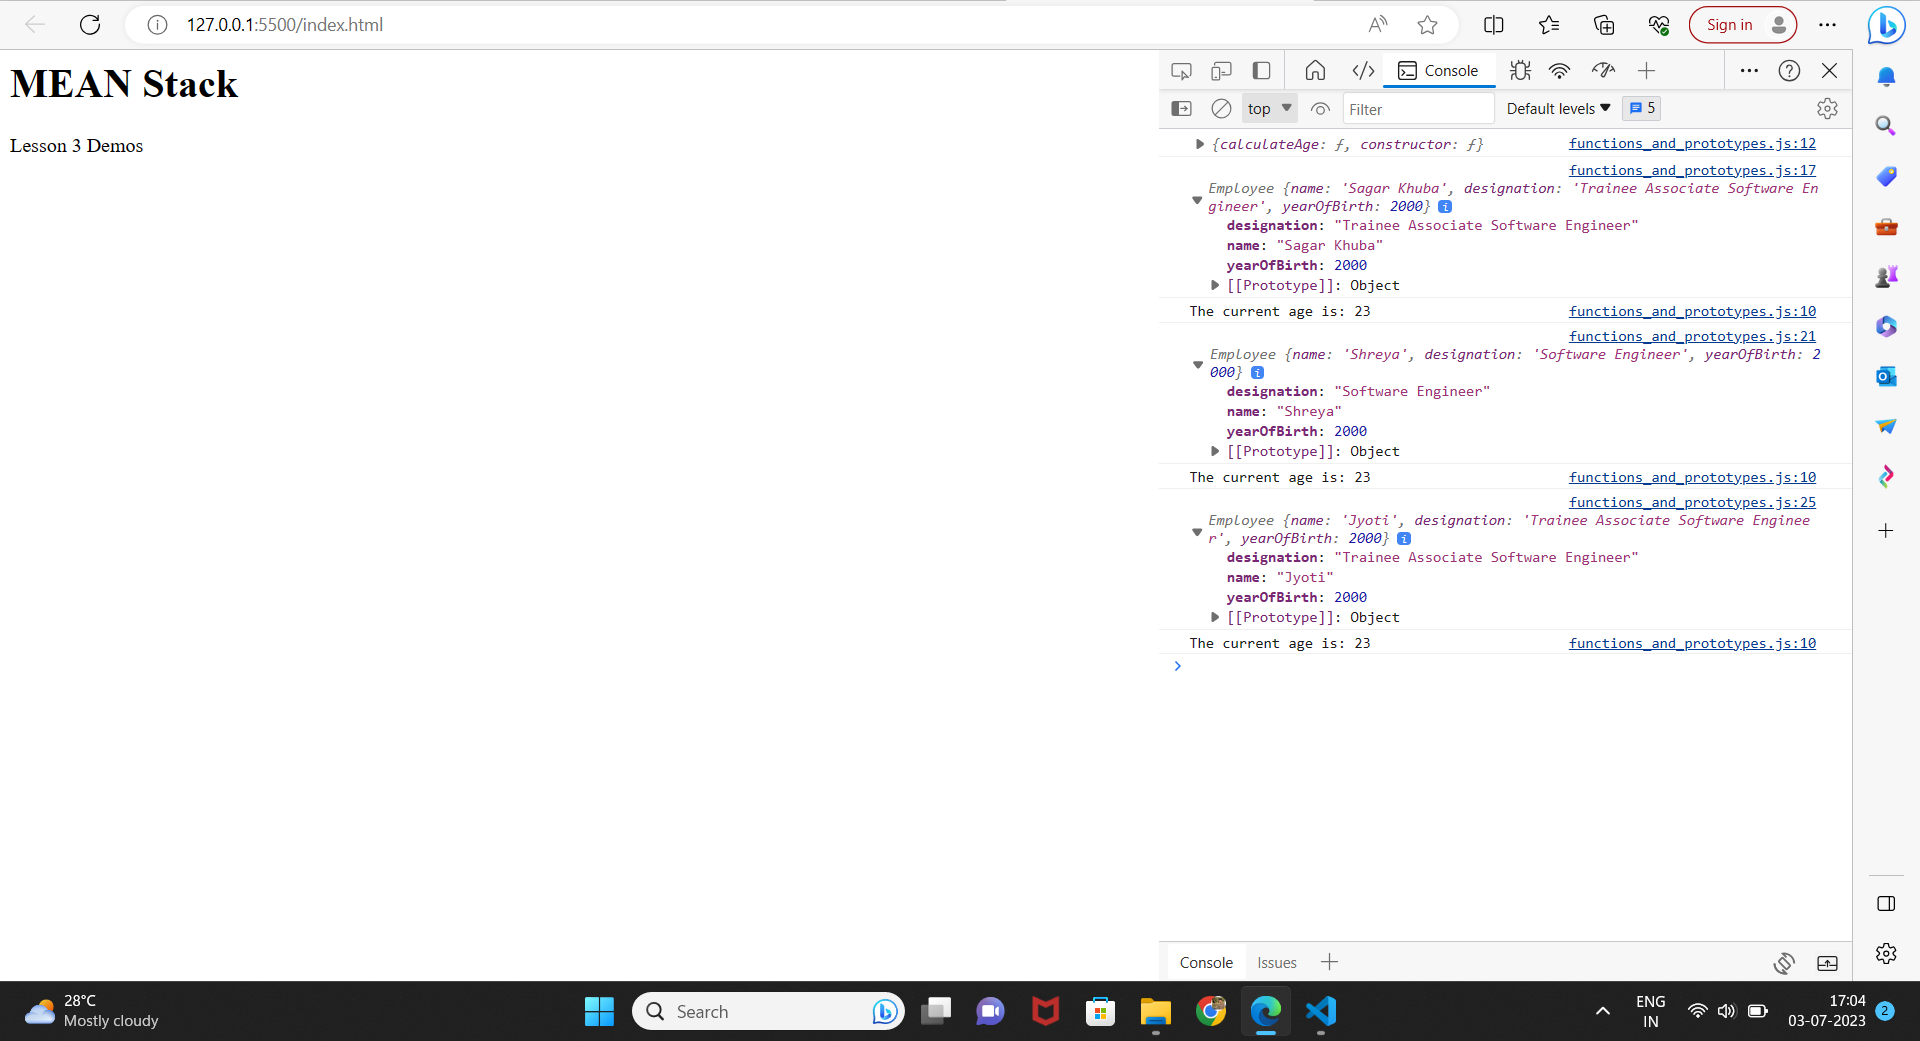 127.0.0.1:5500/index.html
Sign in
MEAN Stack
Lesson 3 Demos
Console
top
Filter
Default levels
5
{calculateAge: ƒ, constructor: ƒ}
functions_and_prototypes.js:12
functions_and_prototypes.js:17
Employee {name: 'Sagar Khuba', designation: 'Trainee Associate Software En
gineer', yearOfBirth: 2000}
designation: "Trainee Associate Software Engineer"
name: "Sagar Khuba"
yearOfBirth: 2000
[[Prototype]]: Object
The current age is: 23
functions_and_prototypes.js:10
functions_and_prototypes.js:21
Employee {name: 'Shreya', designation: 'Software Engineer', yearOfBirth: 2
000}
designation: "Software Engineer"
name: "Shreya"
yearOfBirth: 2000
[[Prototype]]: Object
The current age is: 23
functions_and_prototypes.js:10
functions_and_prototypes.js:25
Employee {name: 'Jyoti', designation: 'Trainee Associate Software Enginee
r', yearOfBirth: 2000}
designation: "Trainee Associate Software Engineer"
name: "Jyoti"
yearOfBirth: 2000
[[Prototype]]: Object
The current age is: 23
functions_and_prototypes.js:10
Console
Issues
28°C
Mostly cloudy
Search
ENG
IN
17:04
03-07-2023
2